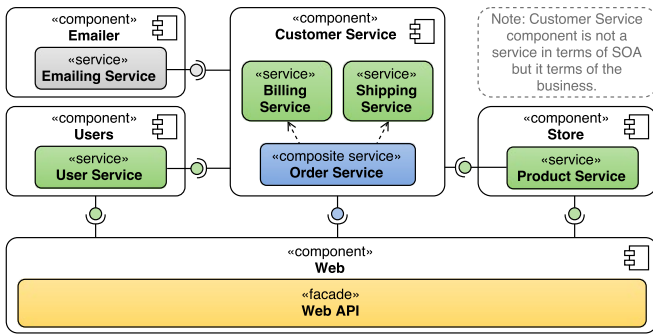 «component»
Emailer
«service»
Emailing Service
«component»
Customer Service
«service»
Billing
Service
«service»
Shipping
Service
«composite service»
Order Service
Note: Customer Service
component is not a
service in terms of SOA
but it terms of the
business.
«component»
Users
«service»
User Service
«component»
Store
«service»
Product Service
«component»
Web
«facade»
Web API